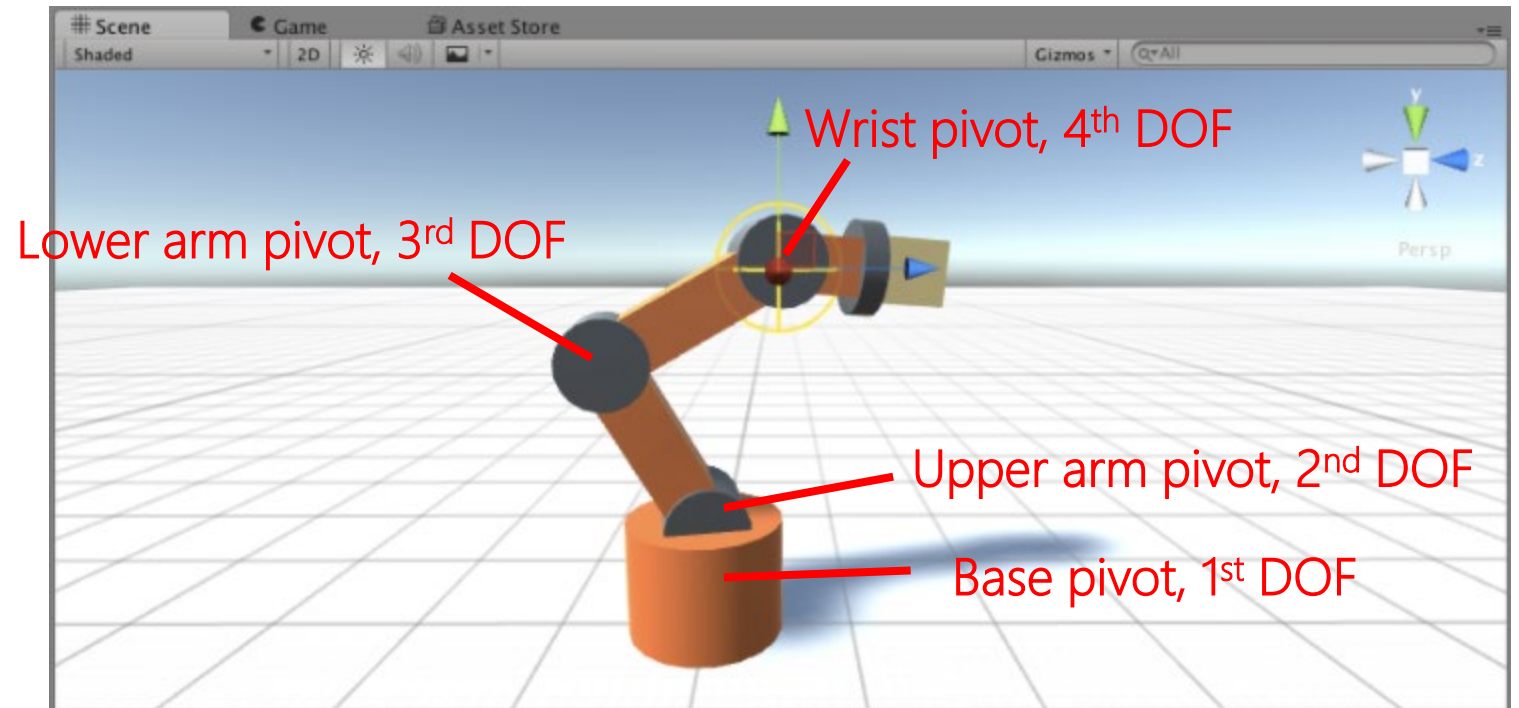 Scene Game Asset Store
Shaded 2D Gizmos All
y
Wrist pivot, 4th DOF
z
Lower arm pivot, 3rd DOF
Persp
Upper arm pivot, 2nd DOF
Base pivot, 1st DOF